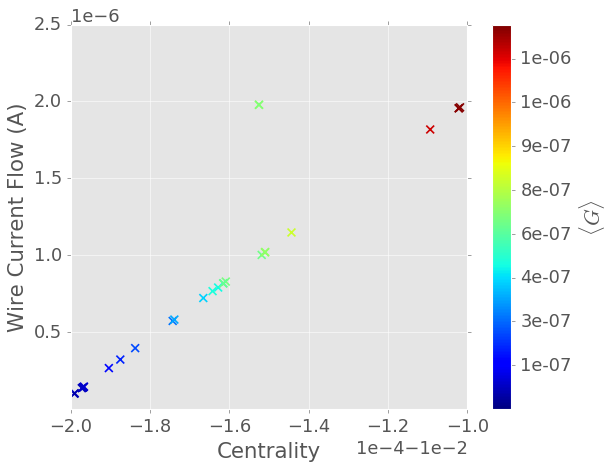 1e−6
2.5
2.0
1.5
1.0
0.5
Wire Current Flow (A)
−2.0 −1.8 −1.6 −1.4 −1.2 −1.0
Centrality
1e−4−1e−2
1e-06
1e-06
9e-07
8e-07
6e-07
4e-07
3e-07
1e-07
⟨G⟩